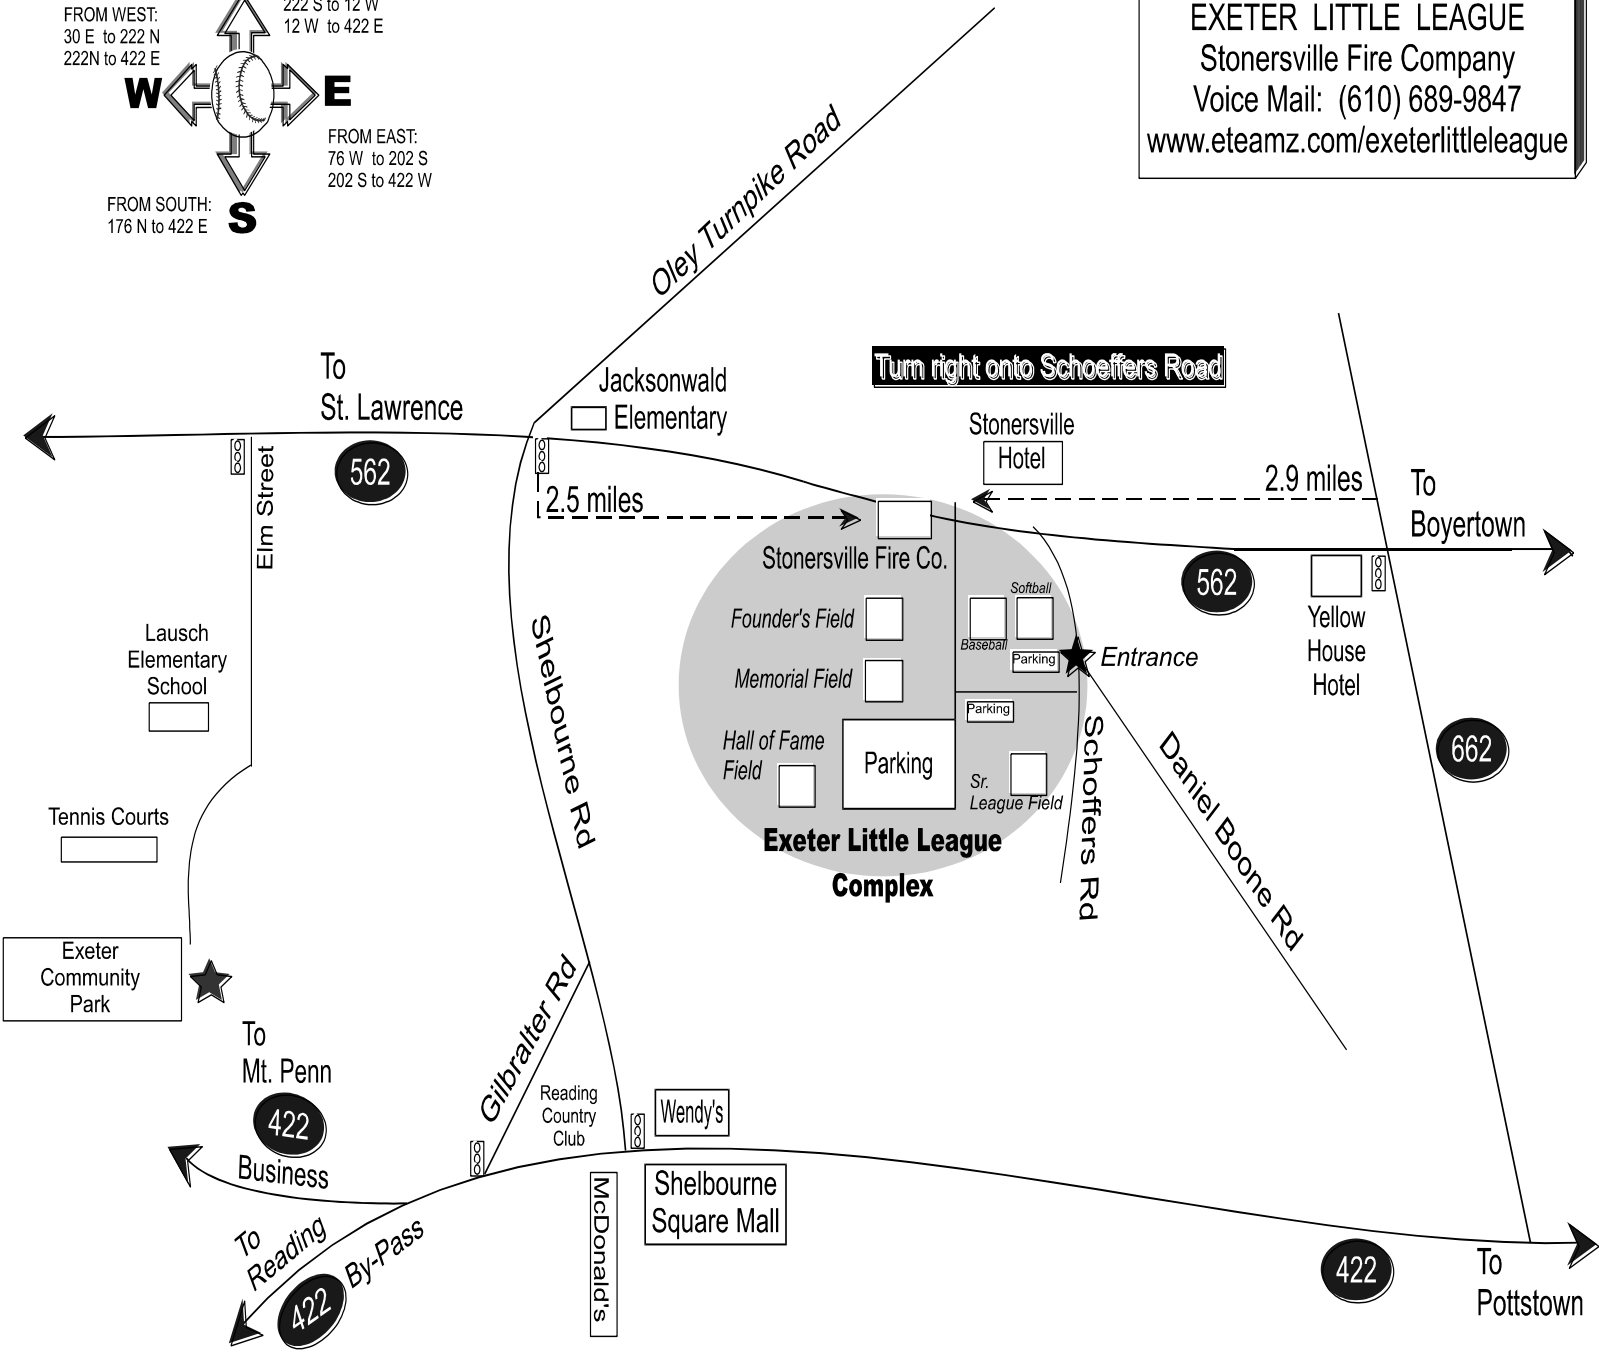 222 S to 12 W
12 W to 422 E
FROM WEST:
30 E to 222 N
222N to 422 E
W
E
FROM EAST:
76 W to 202 S
202 S to 422 W
FROM SOUTH:
176 N to 422 E
S
EXETER LITTLE LEAGUE
Stonersville Fire Company
Voice Mail: (610) 689-9847
www.eteamz.com/exeterlittleleague
Oley Turnpike Road
To
St. Lawrence
562
Jacksonwald
Elementary
Turn right onto Schoeffers Road
Stonersville
Hotel
2.5 miles
2.9 miles
To
Boyertown
Elm Street
Stonersville Fire Co.
562
Yellow
House
Hotel
Founder's Field
Softball
Baseball
Parking
Entrance
Memorial Field
Parking
Hall of Fame
Field
Parking
Sr.
League Field
Exeter Little League
Complex
Lausch
Elementary
School
Tennis Courts
Exeter
Community
Park
Shelbourne Rd
Schoffers Rd
Daniel Boone Rd
662
Gilbralter Rd
To
Mt. Penn
422
Business
Reading
Country
Club
Wendy's
McDonald's
Shelbourne
Square Mall
To
Reading
422
By-Pass
422
To
Pottstown